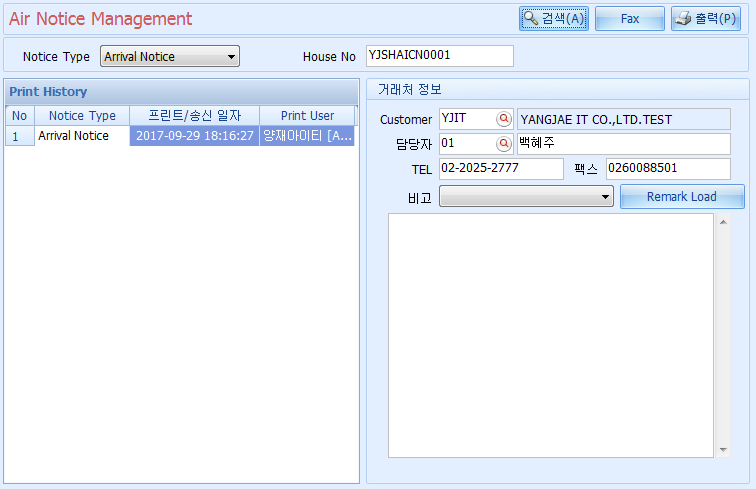 Air Notice Management
검색(A)
Fax
출력(P)
Notice Type
Arrival Notice
House No
YJSHAICN0001
Print History
No
Notice Type
프린트/송신 일자
Print User
1
Arrival Notice
2017-09-29 18:16:27
양재아이티 [A...
거래처 정보
Customer
YJIT
YANGJAE IT CO.,LTD.TEST
담당자
01
백혜주
TEL
02-2025-2777
팩스
0260088501
비고
Remark Load